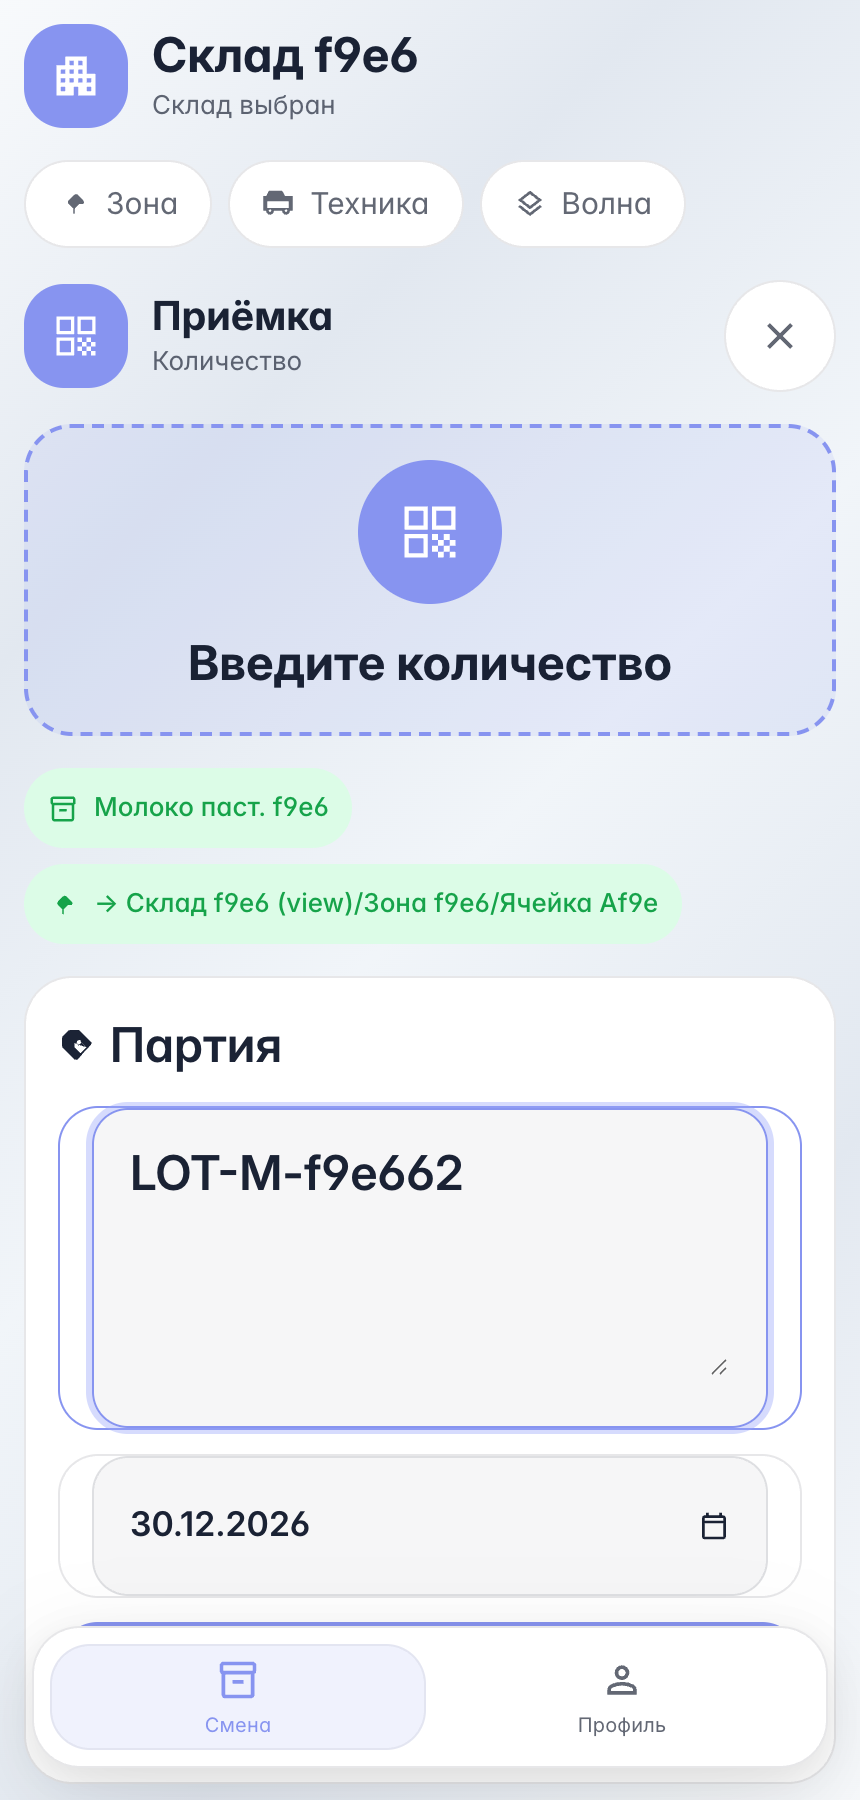 Склад f9e6
Склад выбран
Зона
Техника
Волна
Приёмка
Количество
Введите количество
Молоко паст. f9e6
→ Склад f9e6 (view)/Зона f9e6/Ячейка Af9e
Партия
LOT-M-f9e662
30.12.2026
Смена
Профиль